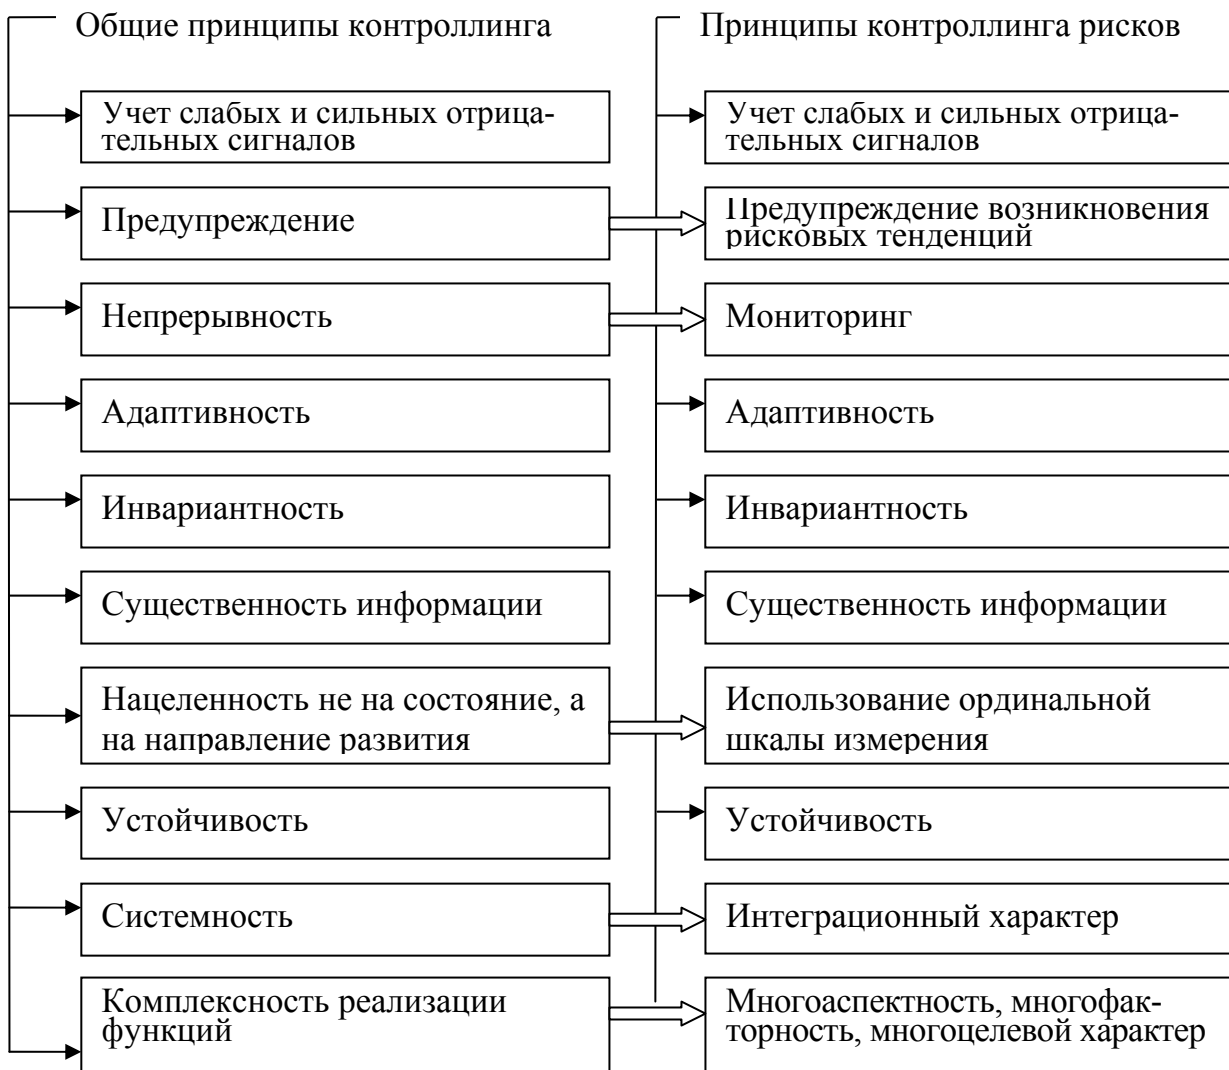 Общие принципы контроллинга
Принципы контроллинга рисков
Учет слабых и сильных отрица-
тельных сигналов
Учет слабых и сильных отрица-
тельных сигналов
Предупреждение
Предупреждение возникновения
рисковых тенденций
Непрерывность
Мониторинг
Адаптивность
Адаптивность
Инвариантность
Инвариантность
Существенность информации
Существенность информации
Нацеленность не на состояние, а
на направление развития
Использование ординальной
шкалы измерения
Устойчивость
Устойчивость
Системность
Интеграционный характер
Комплексность реализации
функций
Многоаспектность, многофак-
торность, многоцелевой характер